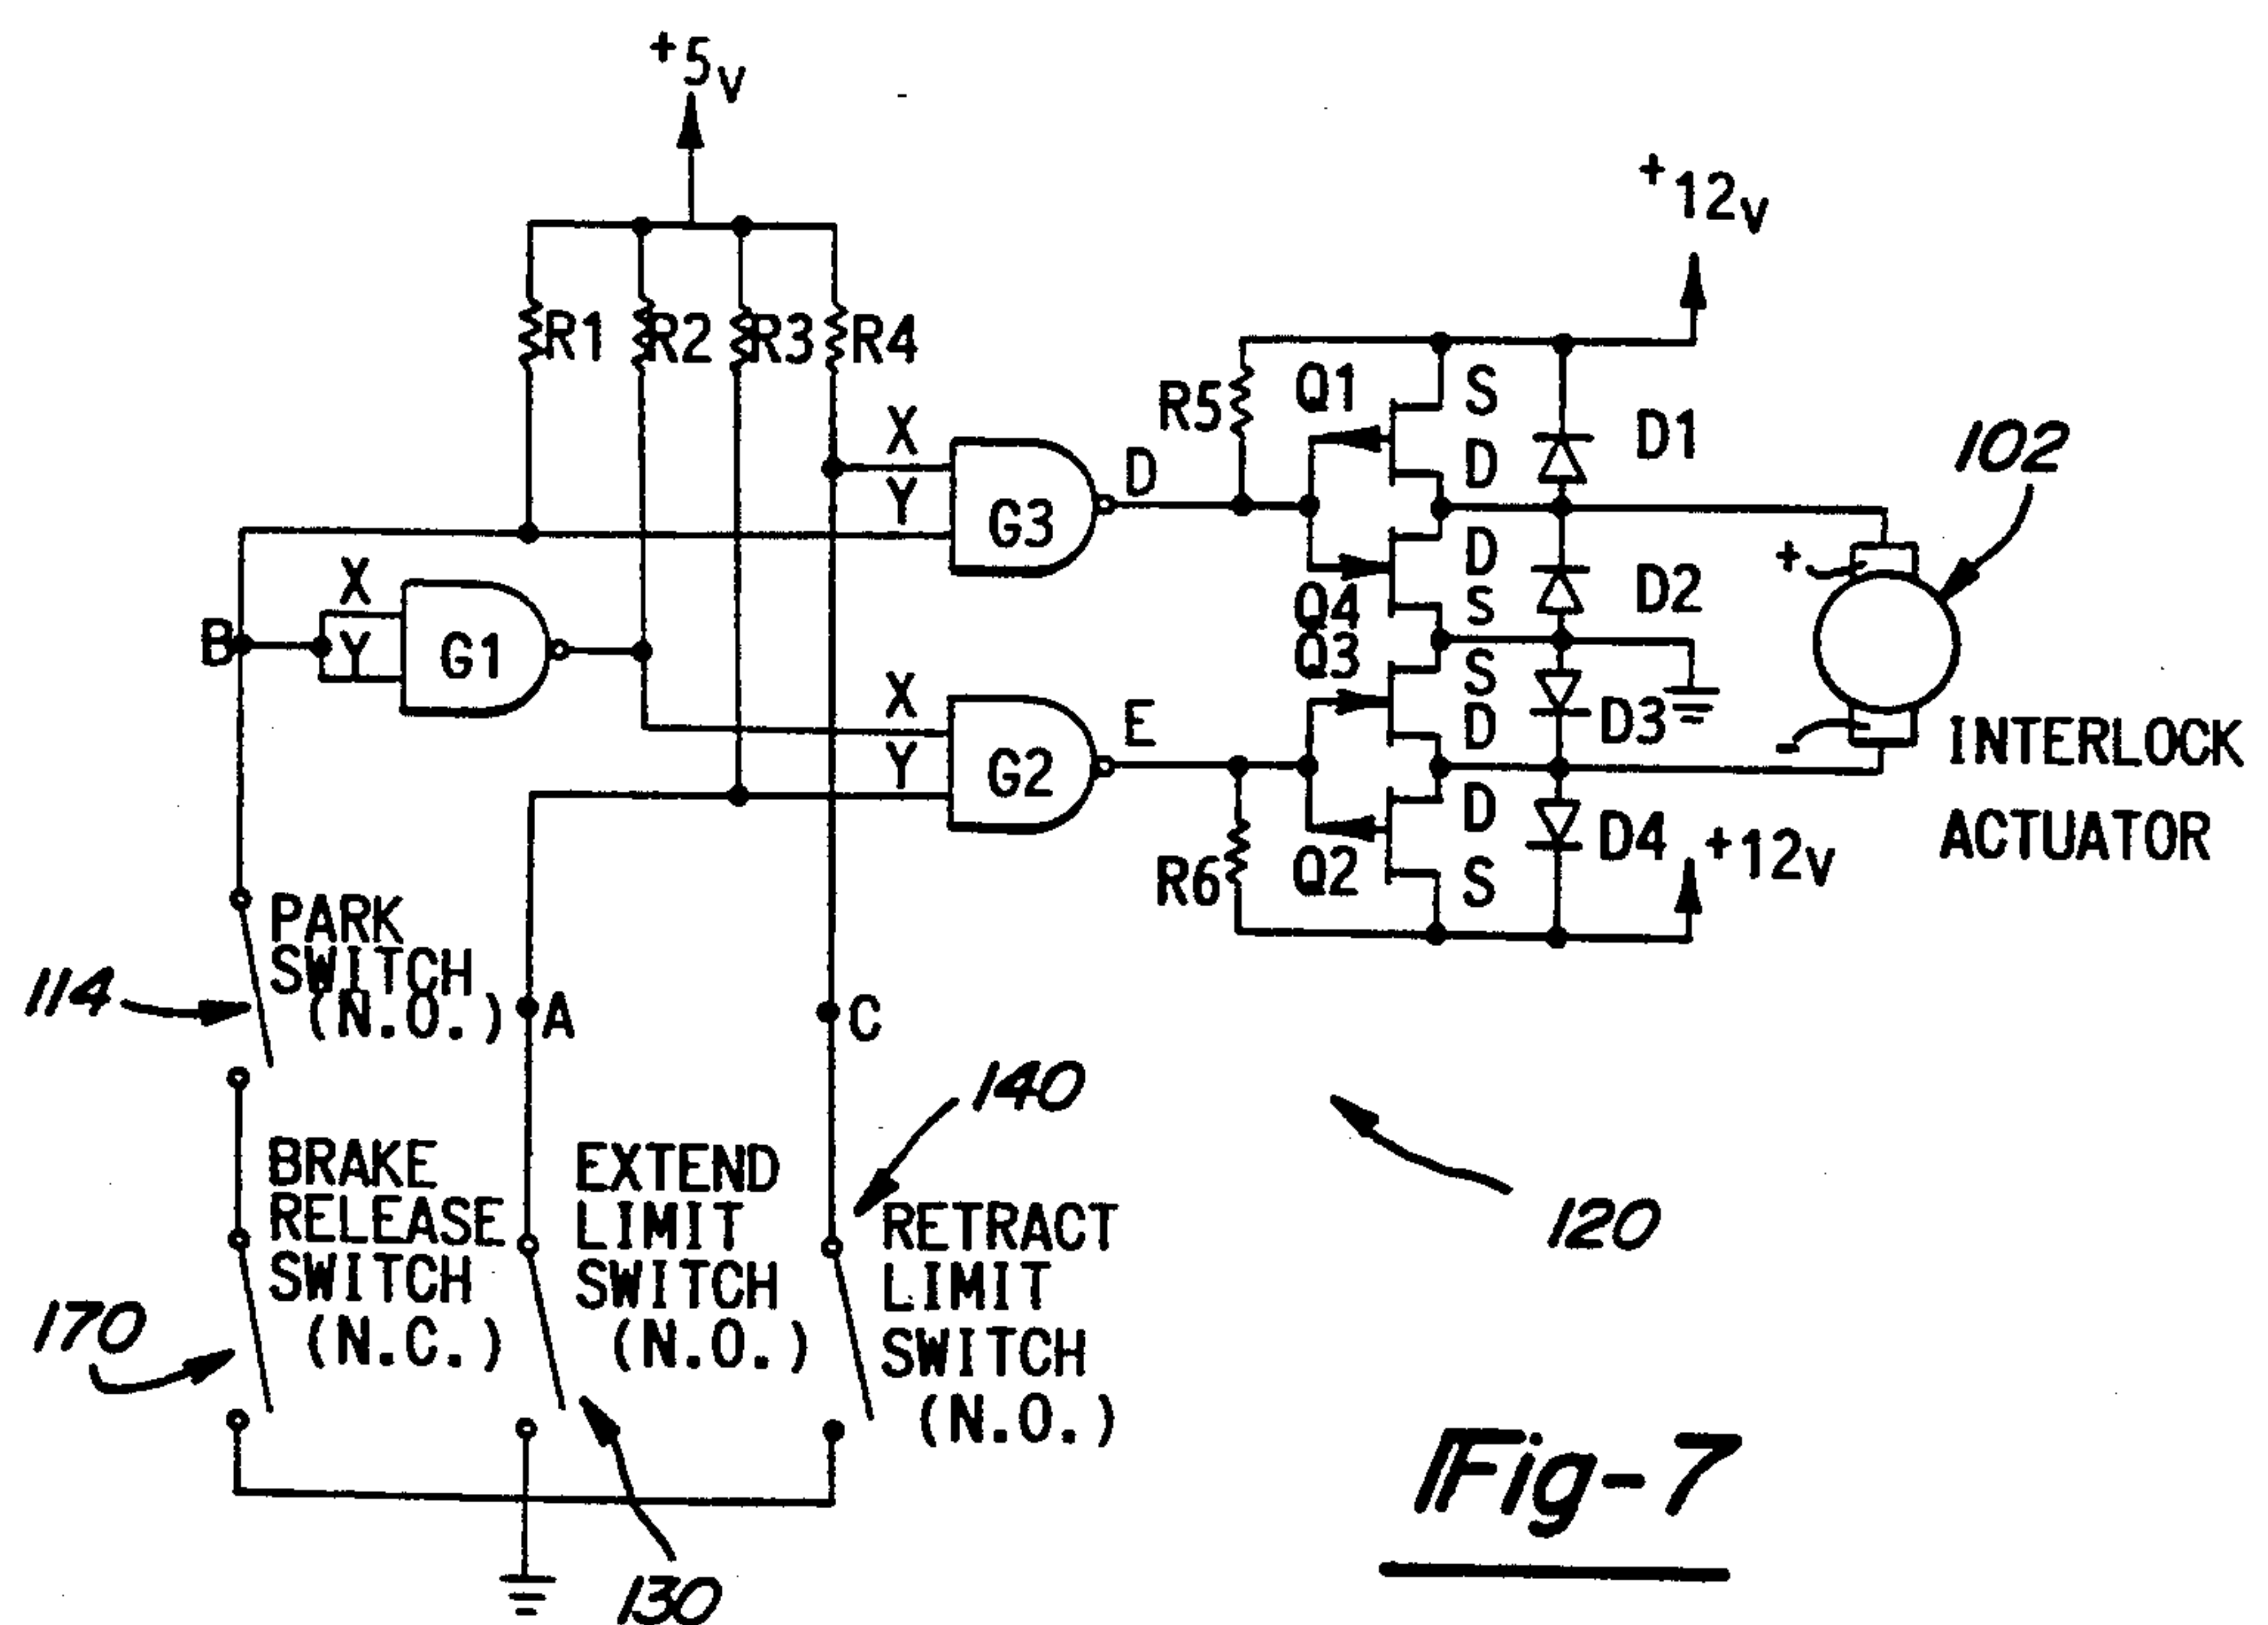 +5v
+12v
R1
R2
R3
R4
X
Y
G3
D
R5
Q1
S
D
D1
102
+
D
S
Q4
Q3
D2
B
X
Y
G1
S
D
D3
X
Y
G2
E
-
INTERLOCK
ACTUATOR
R6
Q2
D
S
D4
+12v
PARK
SWITCH
(N.O.)
114
A
C
140
BRAKE
RELEASE
SWITCH
(N.C.)
170
EXTEND
LIMIT
SWITCH
(N.O.)
130
RETRACT
LIMIT
SWITCH
(N.O.)
120
Fig-7